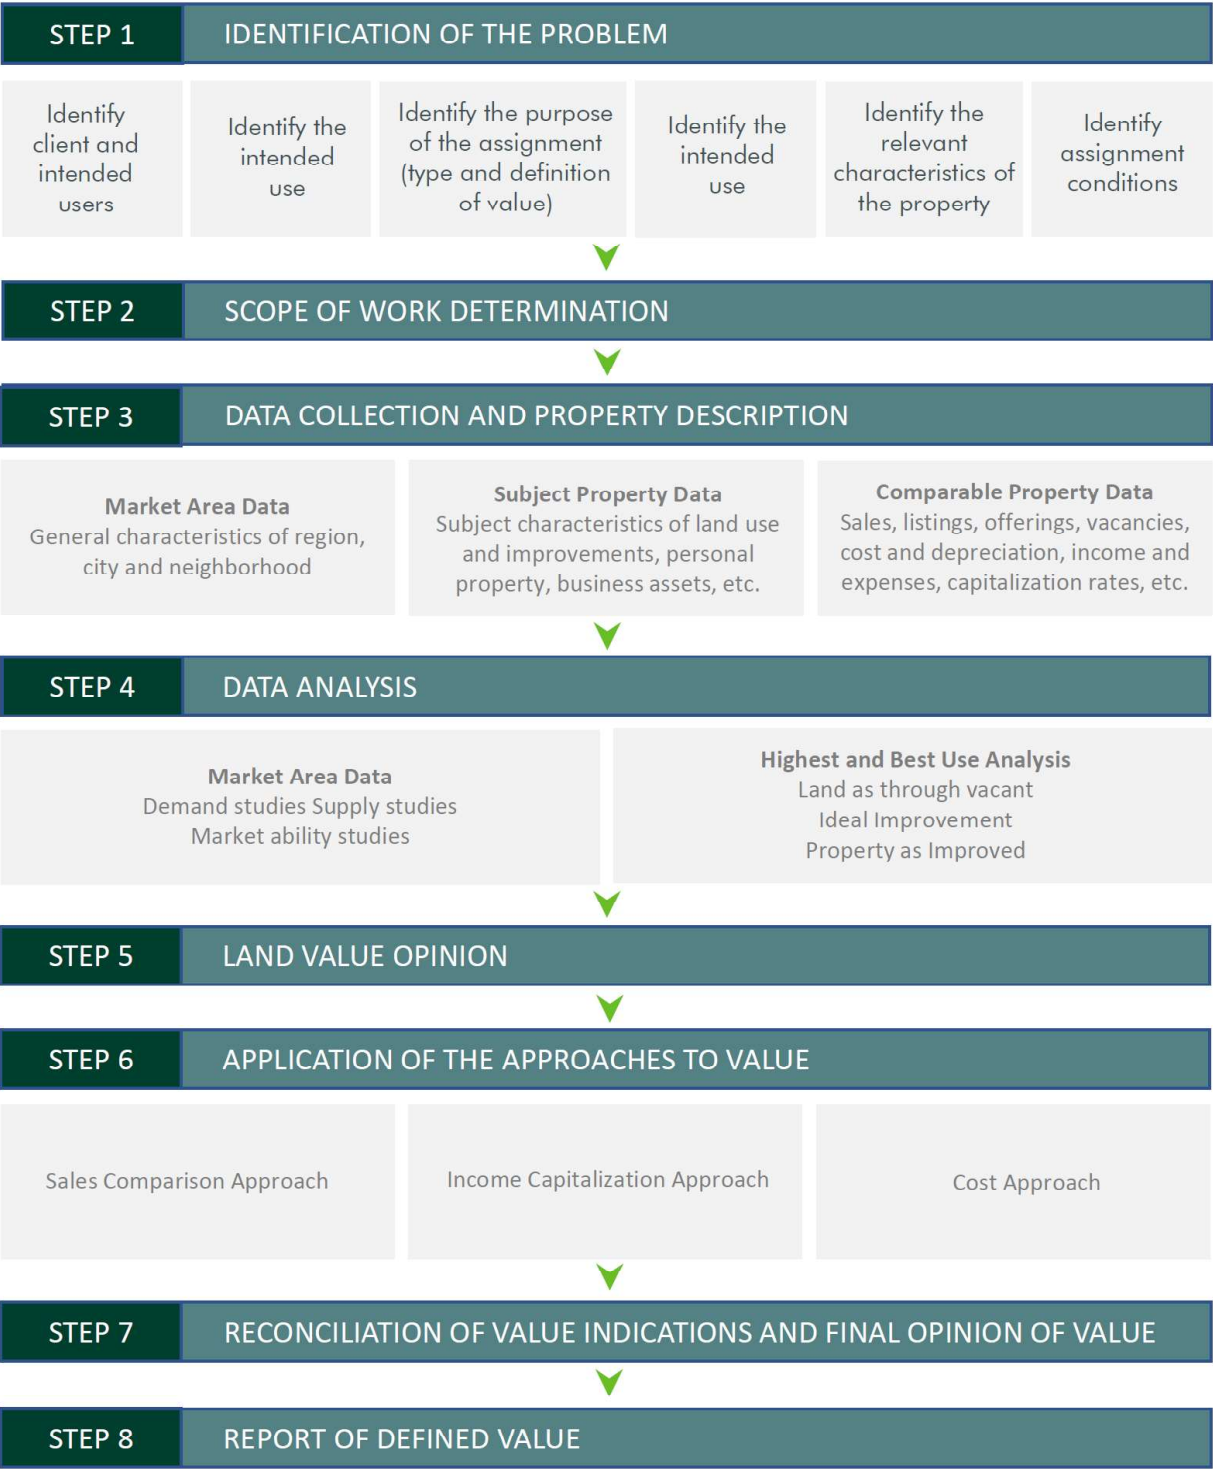 STEP 1
IDENTIFICATION OF THE PROBLEM
Identify
client and
intended
users
Identify the
intended
use
Identify the purpose
of the assignment
(type and definition
of value)
Identify the
intended
use
Identify the
relevant
characteristics of
the property
Identify
assignment
conditions
STEP 2
SCOPE OF WORK DETERMINATION
STEP 3
DATA COLLECTION AND PROPERTY DESCRIPTION
Market Area Data
General characteristics of region,
city and neighborhood
Subject Property Data
Subject characteristics of land use
and improvements, personal
property, business assets, etc.
Comparable Property Data
Sales, listings, offerings, vacancies,
cost and depreciation, income and
expenses, capitalization rates, etc.
STEP 4
DATA ANALYSIS
Market Area Data
Demand studies Supply studies
Market ability studies
Highest and Best Use Analysis
Land as through vacant
Ideal Improvement
Property as Improved
STEP 5
LAND VALUE OPINION
STEP 6
APPLICATION OF THE APPROACHES TO VALUE
Sales Comparison Approach
Income Capitalization Approach
Cost Approach
STEP 7
RECONCILIATION OF VALUE INDICATIONS AND FINAL OPINION OF VALUE
STEP 8
REPORT OF DEFINED VALUE